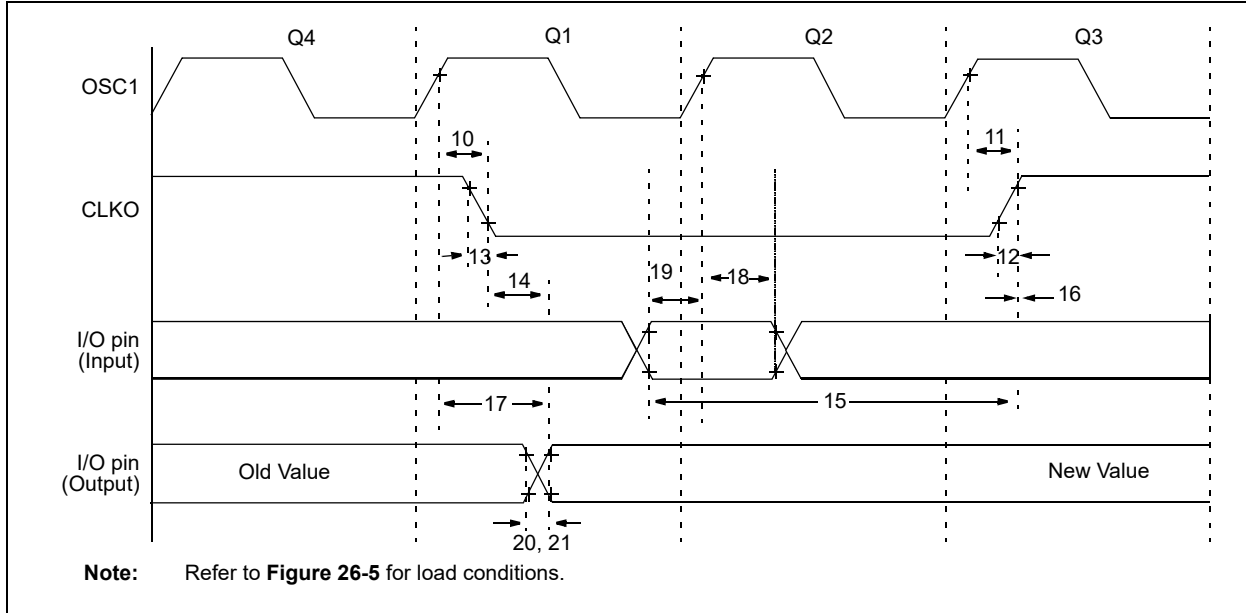 Q4 Q1 Q2 Q3
OSC1
10 11
CLKO
13 12
14 19 18 16
I/O pin
(Input)
17 15
I/O pin
(Output)
Old Value New Value
20, 21
Note: Refer to Figure 26-5 for load conditions.